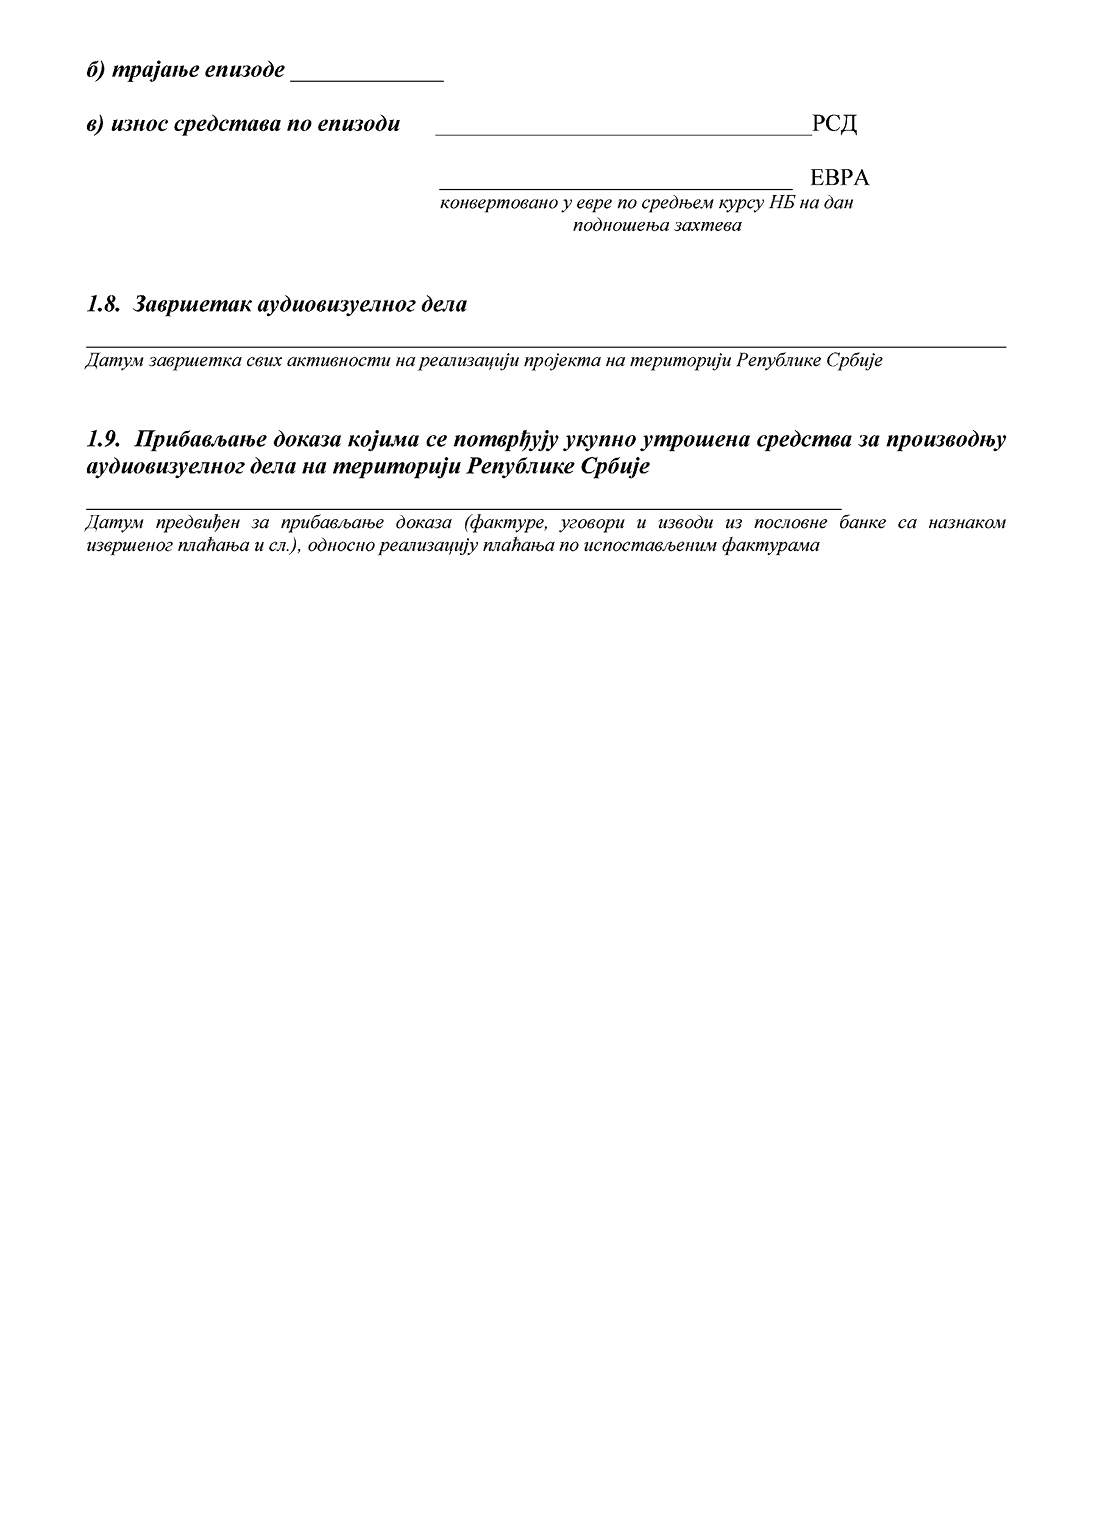 б) трајање епизоде _____________
в) износ средстава по епизоди ________________________________РСД
______________________________ ЕВРА
конвертовано у евре по средњем курсу НБ на дан
подношења захтева
1.8. Завршетак аудиовизуелног дела
Датум завршетка свих активности на реализацији пројекта на територији Републике Србије
1.9. Прибављање доказа којима се потврђују укупно утрошена средства за производњу
аудиовизуелног дела на територији Републике Србије
Датум предвиђен за прибављање доказа (фактуре, уговори и изводи из пословне банке са назнаком
извршеног плаћања и сл.), односно реализацију плаћања по испостављеним фактурама